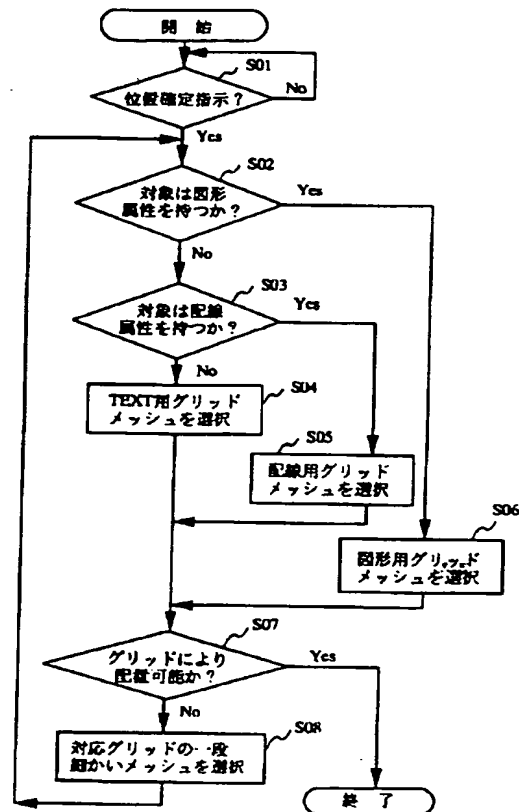 開始
S01
位置確定指示？
No
Yes
S02
対象は図形
属性を持つか？
Yes
No
S03
対象は配線
属性を持つか？
Yes
No
S04
TEXT用グリッド
メッシュを選択
S05
配線用グリッド
メッシュを選択
S06
図形用グリッド
メッシュを選択
S07
グリッドにより
配置可能か？
Yes
No
S08
対応グリッドの一段
細かいメッシュを選択
終了